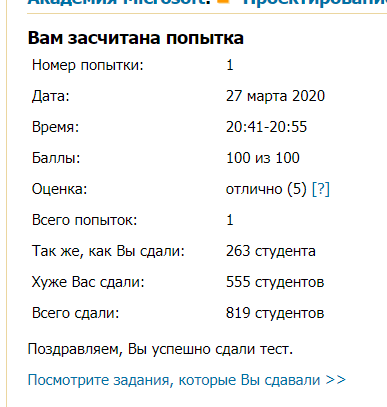 Академия Microsoft: Проектировани
Вам засчитана попытка
Номер попытки: 1
Дата: 27 марта 2020
Время: 20:41-20:55
Баллы: 100 из 100
Оценка: отлично (5) [?]
Всего попыток: 1
Так же, как Вы сдали: 263 студента
Хуже Вас сдали: 555 студентов
Всего сдали: 819 студентов
Поздравляем, Вы успешно сдали тест.
Посмотрите задания, которые Вы сдавали >>